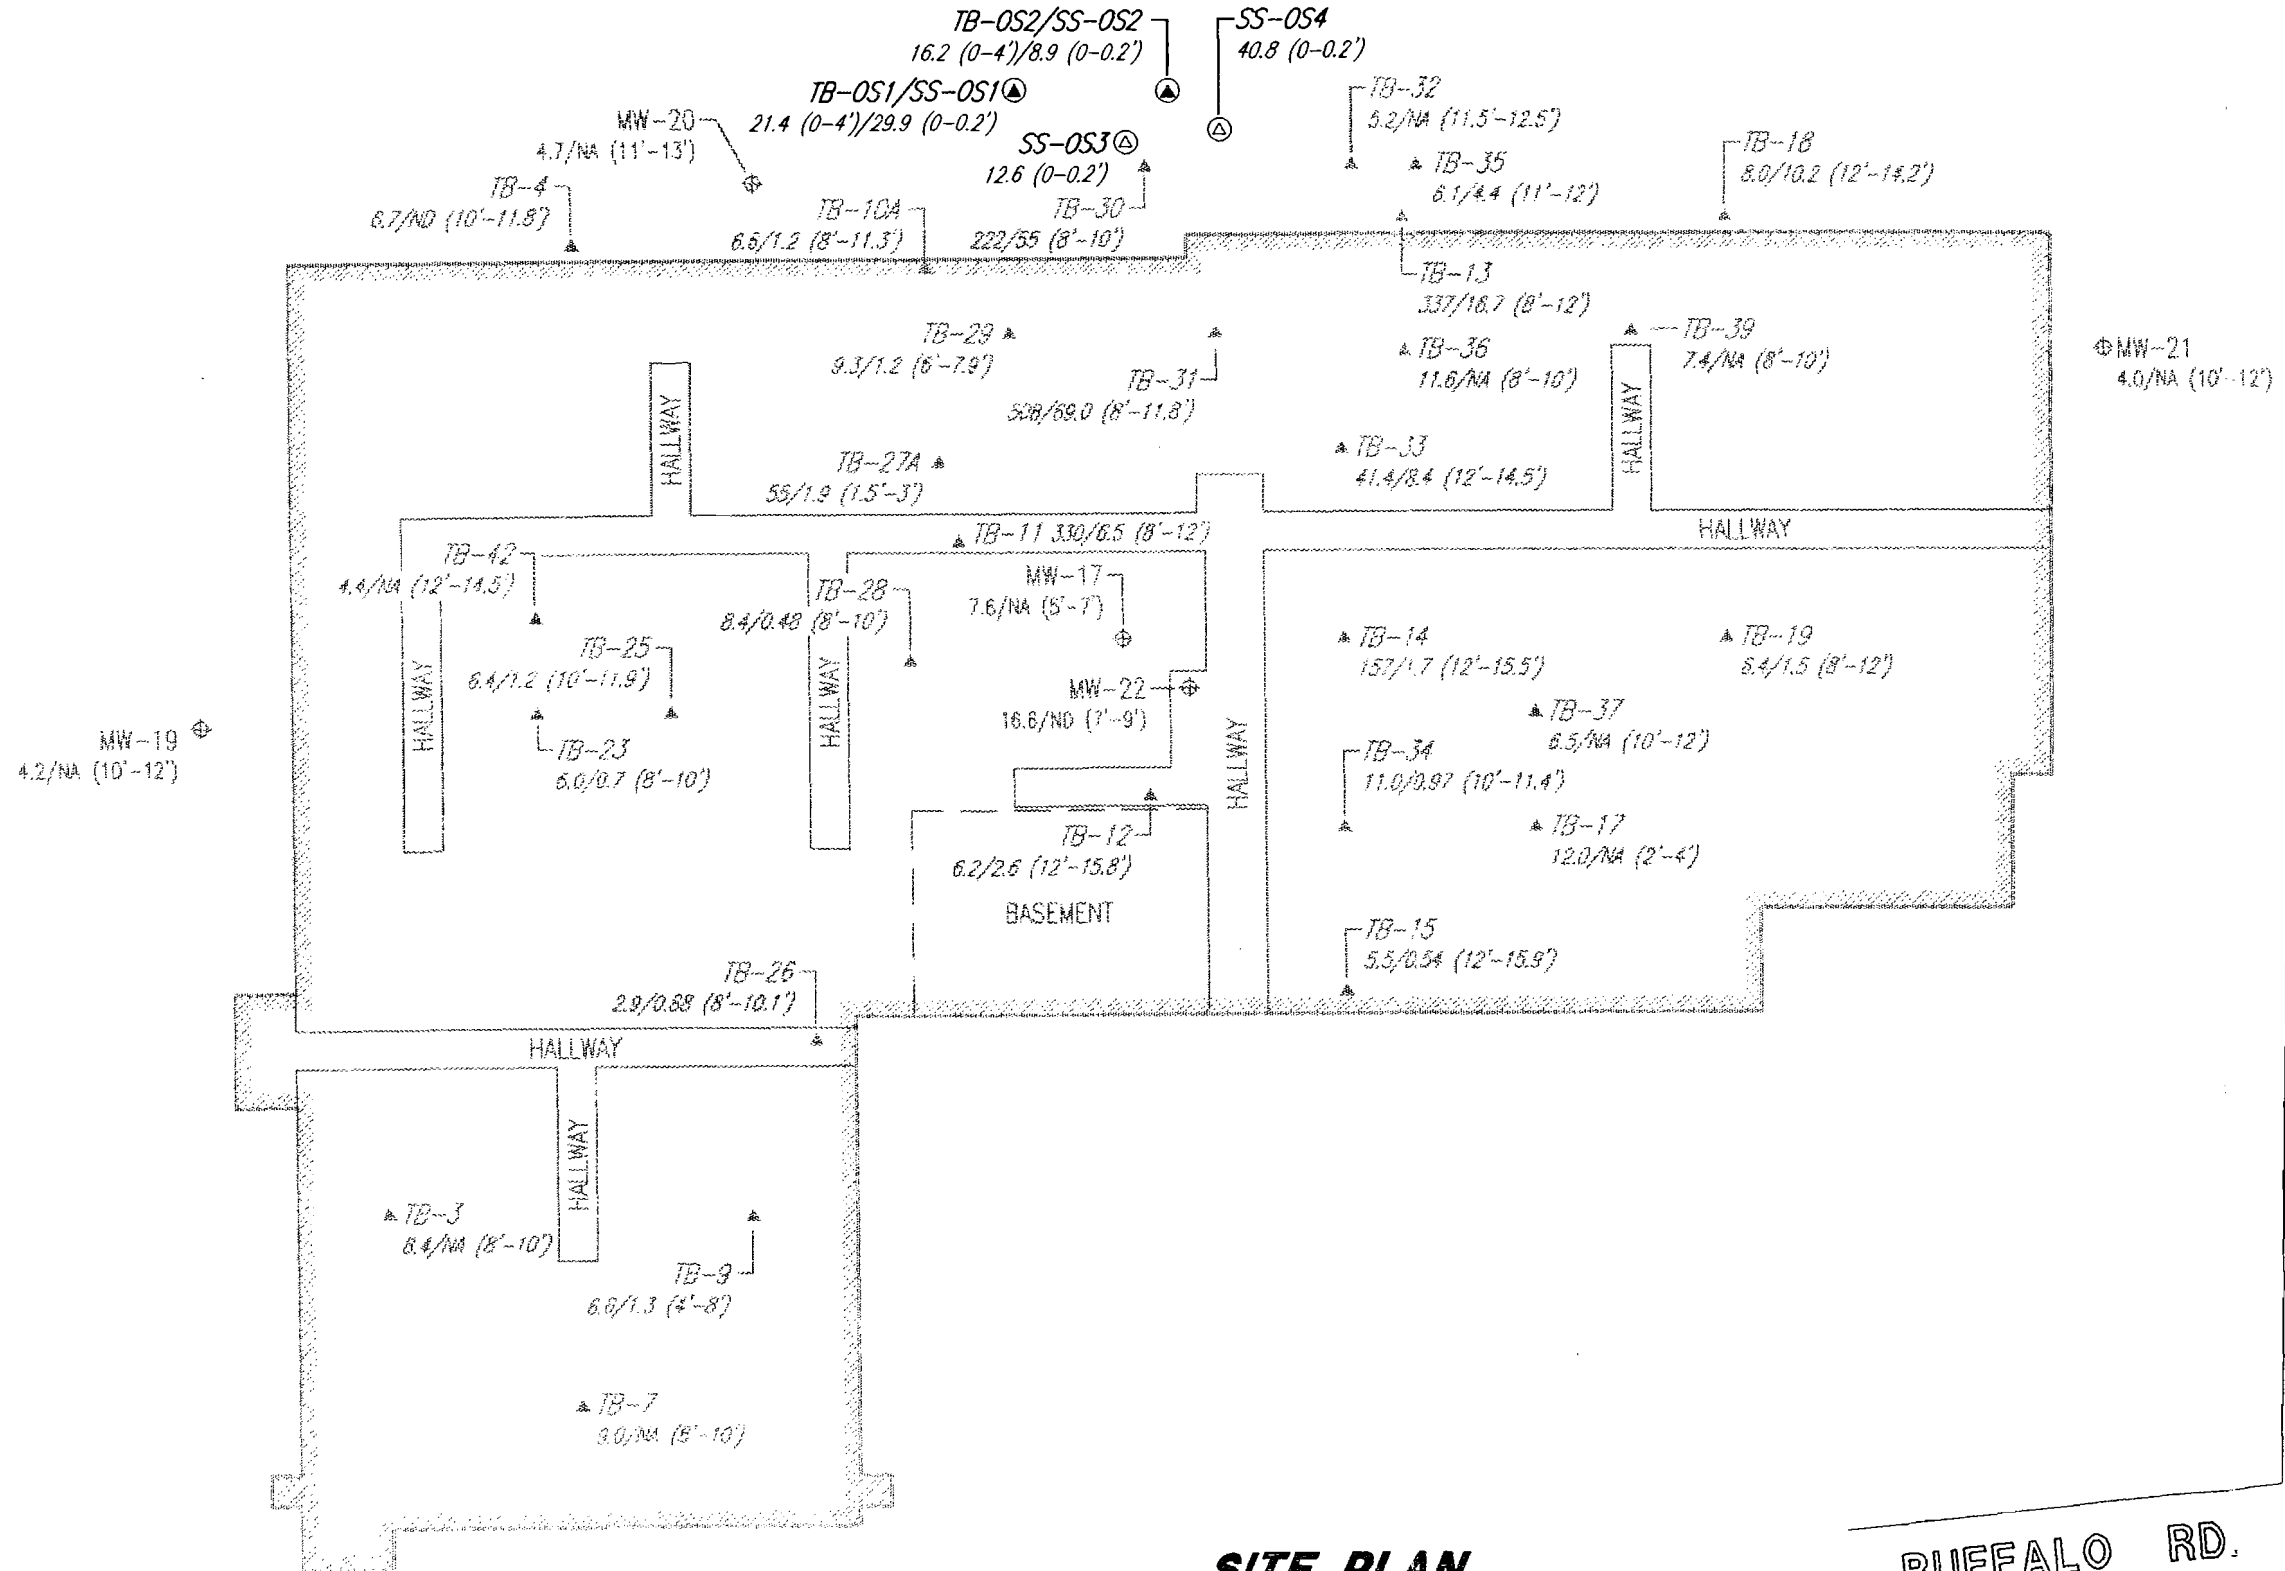 TB-OS2/SS-OS2
16.2 (0-4')/8.9 (0-0.2')
SS-OS4
40.8 (0-0.2')
TB-OS1/SS-OS1
21.4 (0-4')/29.9 (0-0.2')
SS-OS3
12.6 (0-0.2')
MW-20
4.7/NA (11'-13')
TB-32
5.2/NA (11.5'-12.5')
TB-35
6.1/4.4 (11'-12')
TB-18
8.0/10.2 (12'-14.2')
TB-4
6.7/ND (10'-11.8')
TB-10A
6.5/1.2 (8'-11.3')
TB-30
222/55 (8'-10')
TB-13
337/16.7 (8'-12')
TB-29
9.3/1.2 (6'-7.9')
TB-31
508/69.0 (8'-11.8')
TB-36
11.6/NA (8'-10')
TB-39
7.4/NA (8'-10')
MW-21
4.0/NA (10'-12')
HALLWAY
HALLWAY
TB-27A
55/1.9 (1.5'-3')
TB-33
41.4/8.4 (12'-14.5')
TB-11 330/6.5 (8'-12')
HALLWAY
TB-42
4.4/NA (12'-14.5')
TB-28
8.4/0.48 (8'-10')
MW-17
7.6/NA (5'-7')
TB-25
6.4/1.2 (10'-11.9')
TB-14
157/1.7 (12'-15.5')
TB-19
5.4/1.5 (8'-12')
MW-22
16.6/ND (7'-9')
TB-37
6.5/NA (10'-12')
MW-19
4.2/NA (10'-12')
HALLWAY
HALLWAY
HALLWAY
TB-23
6.0/0.7 (8'-10')
TB-34
11.0/0.97 (10'-11.4')
TB-12
6.2/2.6 (12'-15.8')
TB-17
12.0/NA (2'-4')
BASEMENT
TB-15
5.5/0.54 (12'-15.9')
TB-26
2.9/0.88 (8'-10.1')
HALLWAY
HALLWAY
TB-3
8.4/NA (8'-10')
TB-9
6.6/1.3 (4'-8')
TB-7
9.0/NA (8'-10')
SITE PLAN
BUFFALO RD.